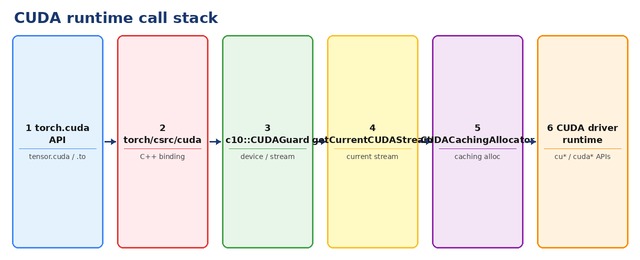 CUDA runtime call stack
1 torch.cuda
API
tensor.cuda / .to
2
torch/csrc/cuda
C++ binding
3
c10::CUDAGuard
device / stream
4
getCurrentCUDAStream
current stream
5
CUDACachingAllocator
caching alloc
6 CUDA driver
runtime
cu* / cuda* APIs